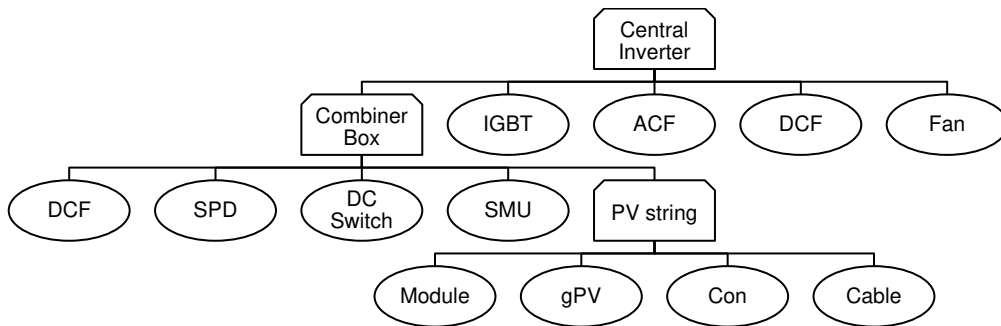 Central
Inverter
Combiner
Box
IGBT
ACF
DCF
Fan
DCF
SPD
DC
Switch
SMU
PV string
Module
gPV
Con
Cable